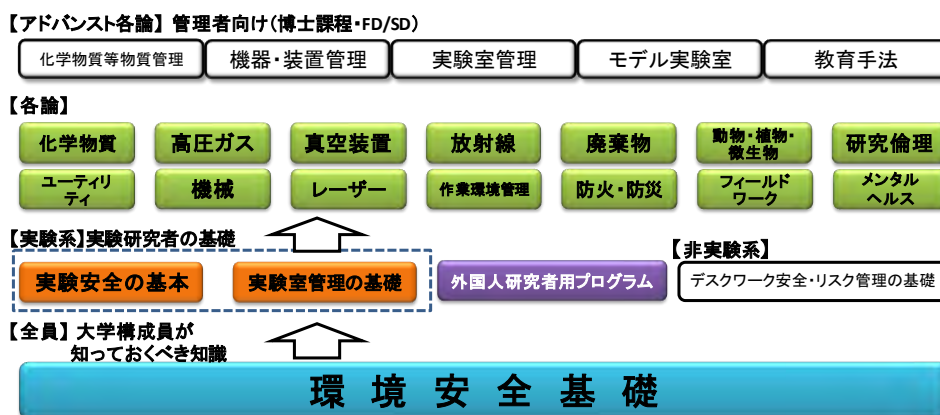 【アドバンスト各論】 管理者向け(博士課程・FD/SD)
化学物質等物質管理
機器・装置管理
実験室管理
モデル実験室
教育手法
【各論】
化学物質
高圧ガス
真空装置
放射線
廃棄物
動物・植物・
微生物
研究倫理
ユーティリ
ティ
機械
レーザー
作業環境管理
防火・防災
フィールド
ワーク
メンタル
ヘルス
【実験系】実験研究者の基礎
実験安全の基本
実験室管理の基礎
外国人研究者用プログラム
【非実験系】
デスクワーク安全・リスク管理の基礎
【全員】 大学構成員が
知っておくべき知識
環境安全基礎